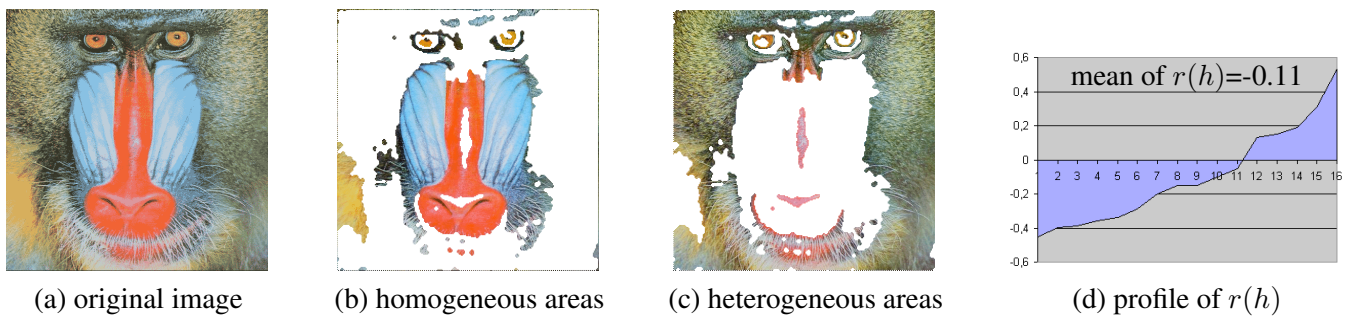 0,6
mean of r(h)=-0.11
0,4
0,2
0
2 3 4 5 6 7 8 9 10 11 12 13 14 15 16
-0,2
-0,4
-0,6
(a) original image
(b) homogeneous areas
(c) heterogeneous areas
(d) profile of r(h)